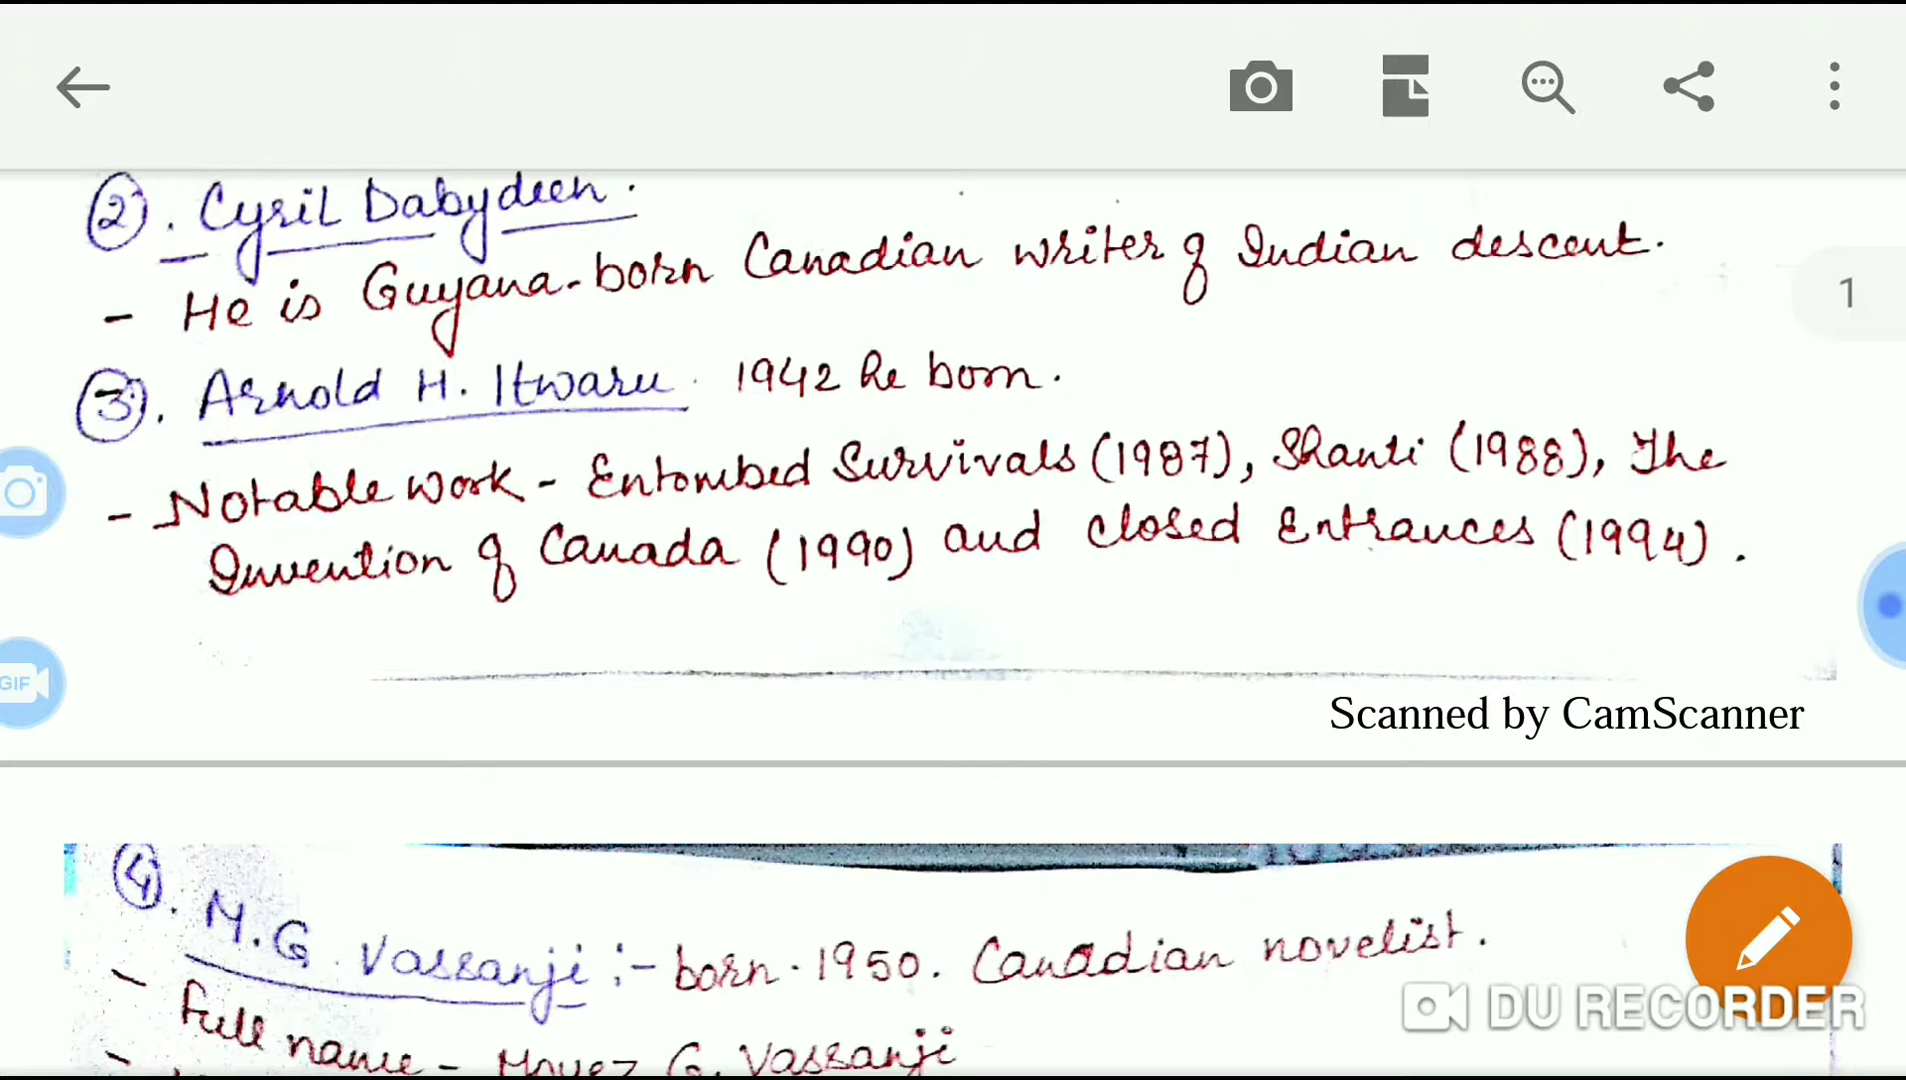 2. Cyril Dabydeen.
- He is Guyana-born Canadian writer of Indian descent.
1
3. Arnold H. Itwaru. 1942 he born.
- Notable work - Entombed Survivals (1987), Shanti (1988), The
Invention of Canada (1990) and Closed Entrances (1994).
GIF
Scanned by CamScanner
4. M.G. Vassanji :- born. 1950. Canadian novelist.
- Full name - Moyez G. Vassanji
DU RECORDER